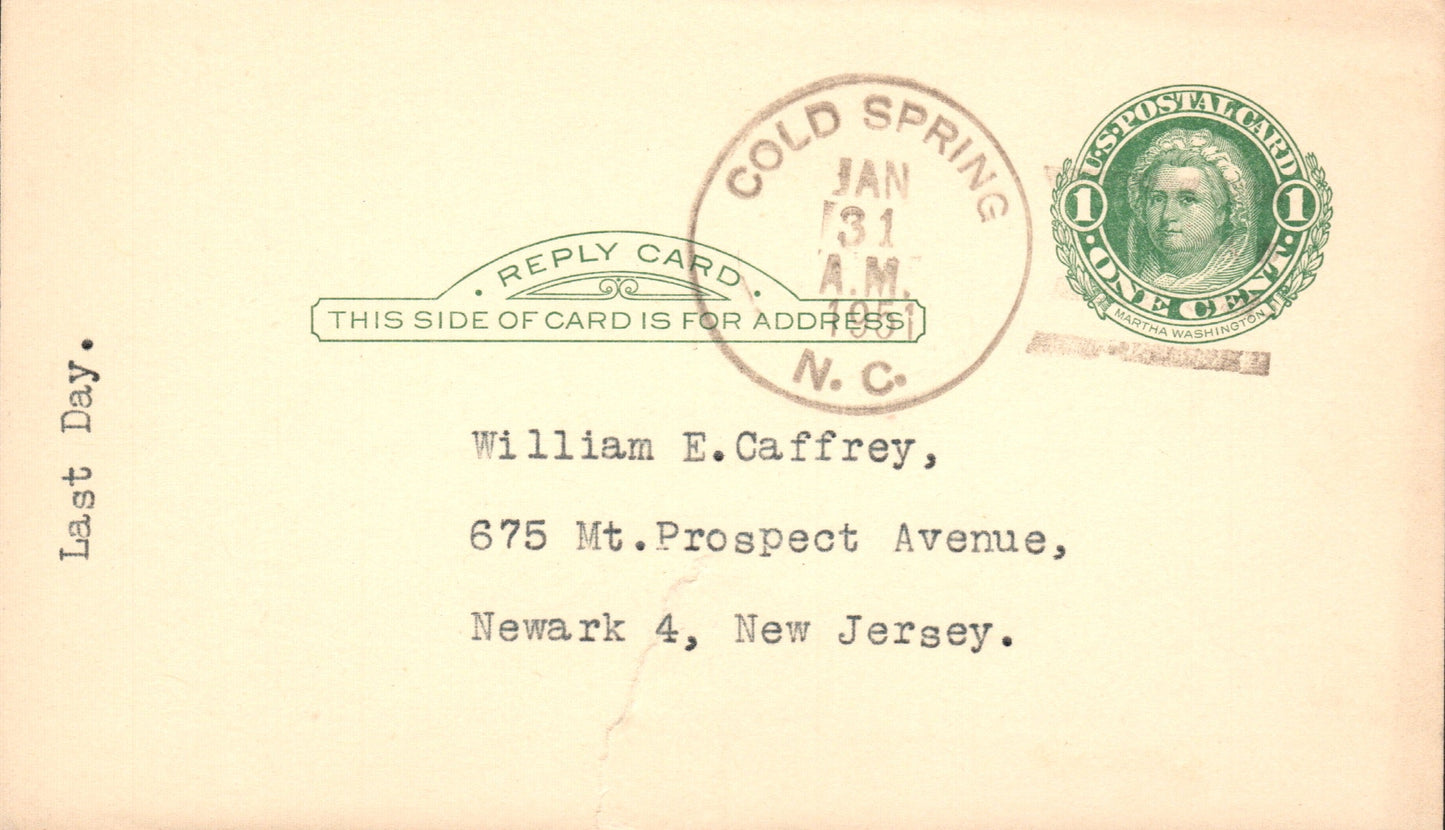 COLD SPRING
JAN
31
A.M.
1951
N. C.
U.S. POSTAL CARD
1 1
· ONE CENT ·
MARTHA WASHINGTON
· REPLY CARD ·
THIS SIDE OF CARD IS FOR ADDRESS
Last Day.
William E.Caffrey,
675 Mt.Prospect Avenue,
Newark 4, New Jersey.